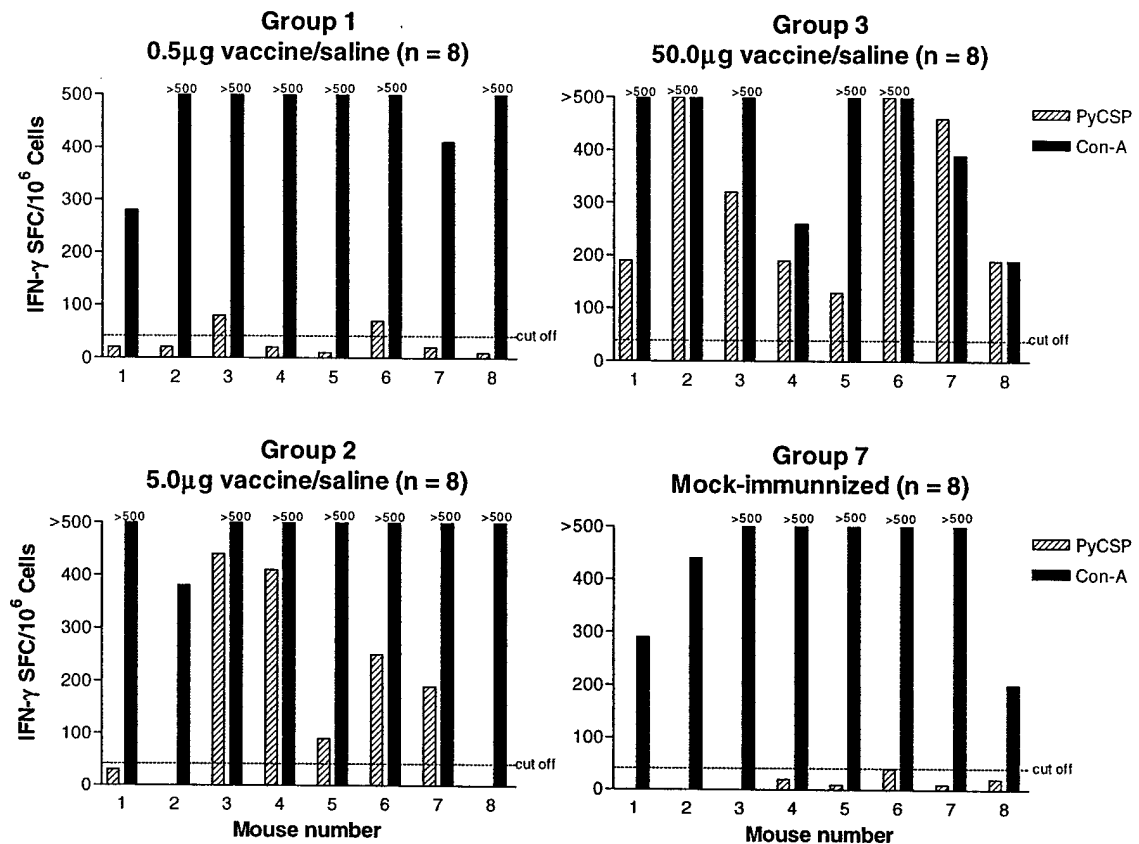 Group 1
0.5µg vaccine/saline (n = 8)
>500 >500 >500 >500 >500 >500
500
400
300
200
100
0
IFN-γ SFC/10⁶ Cells
cut off
1 2 3 4 5 6 7 8
Group 3
50.0µg vaccine/saline (n = 8)
>500 >500 >500 >500 >500
>500
400
300
200
100
0
cut off
1 2 3 4 5 6 7 8
PyCSP
Con-A
Group 2
5.0µg vaccine/saline (n = 8)
>500 >500 >500 >500 >500 >500 >500
>500
400
300
200
100
0
IFN-γ SFC/10⁶ Cells
cut off
1 2 3 4 5 6 7 8
Mouse number
Group 7
Mock-immunnized (n = 8)
>500 >500 >500 >500 >500
>500
400
300
200
100
0
cut off
1 2 3 4 5 6 7 8
Mouse number
PyCSP
Con-A